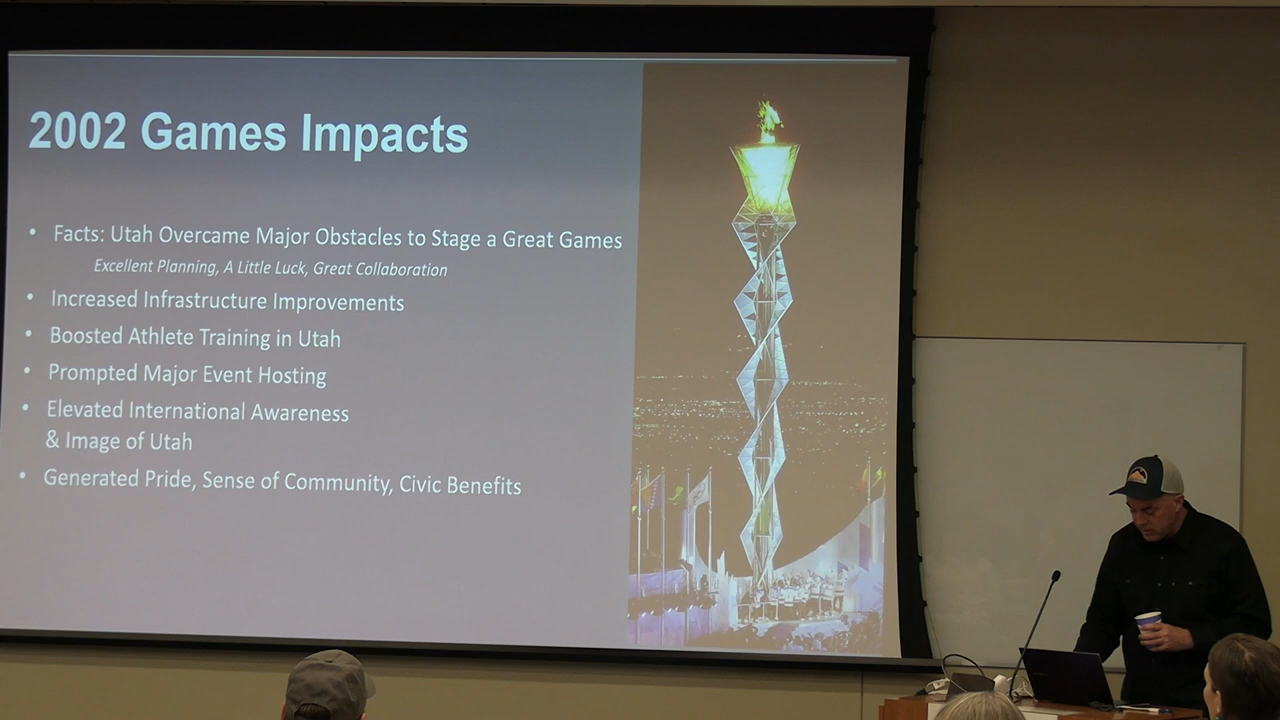 2002 Games Impacts
• Facts: Utah Overcame Major Obstacles to Stage a Great Games
Excellent Planning, A Little Luck, Great Collaboration
• Increased Infrastructure Improvements
• Boosted Athlete Training in Utah
• Prompted Major Event Hosting
• Elevated International Awareness
& Image of Utah
• Generated Pride, Sense of Community, Civic Benefits